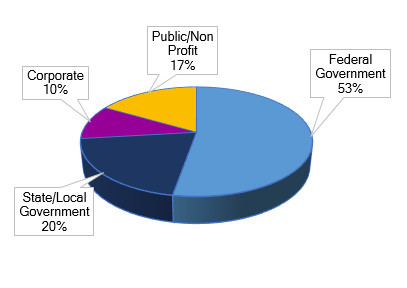 Public/Non
Profit
17%
Federal
Government
53%
Corporate
10%
State/Local
Government
20%